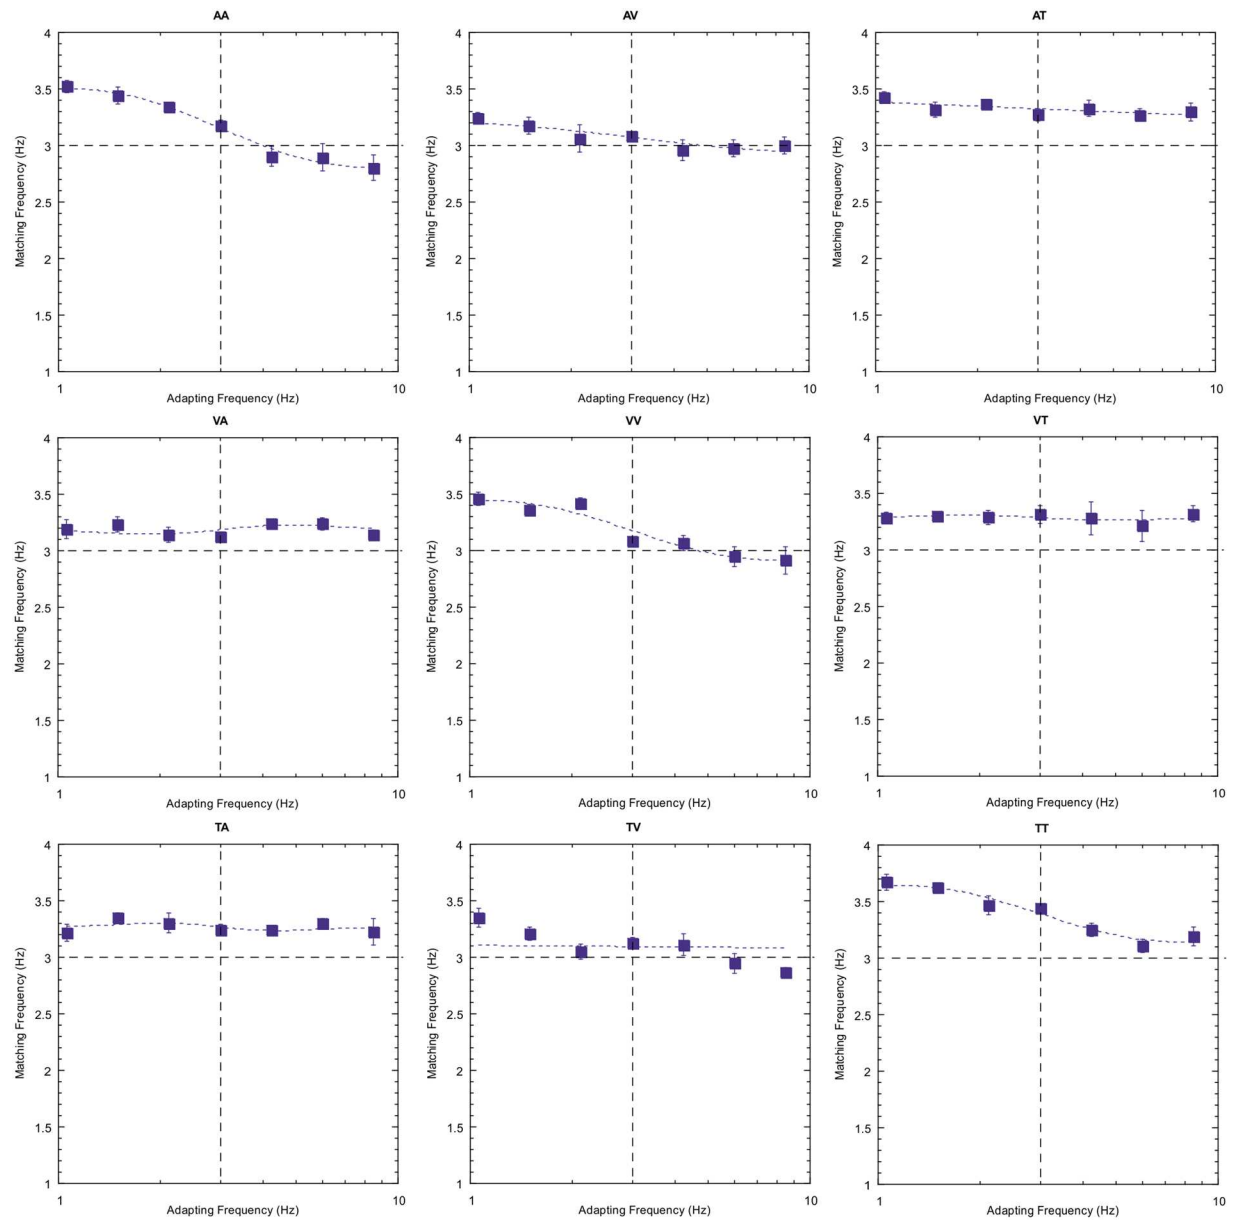 AA AV AT
4 4 4
3.5 3.5 3.5
3 3 3
2.5 2.5 2.5
2 2 2
1.5 1.5 1.5
1 1 1
Matching Frequency (Hz) Matching Frequency (Hz) Matching Frequency (Hz)
1 10 1 10 1 10
Adapting Frequency (Hz) Adapting Frequency (Hz) Adapting Frequency (Hz)
VA VV VT
4 4 4
3.5 3.5 3.5
3 3 3
2.5 2.5 2.5
2 2 2
1.5 1.5 1.5
1 1 1
Matching Frequency (Hz) Matching Frequency (Hz) Matching Frequency (Hz)
1 10 1 10 1 10
Adapting Frequency (Hz) Adapting Frequency (Hz) Adapting Frequency (Hz)
TA TV TT
4 4 4
3.5 3.5 3.5
3 3 3
2.5 2.5 2.5
2 2 2
1.5 1.5 1.5
1 1 1
Matching Frequency (Hz) Matching Frequency (Hz) Matching Frequency (Hz)
1 10 1 10 1 10
Adapting Frequency (Hz) Adapting Frequency (Hz) Adapting Frequency (Hz)